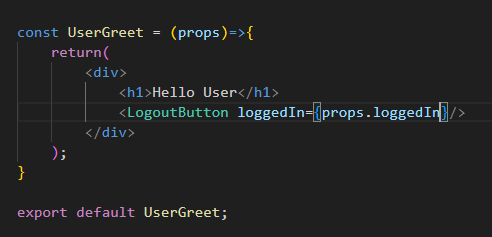 const UserGreet = (props)=>{
    return(
        <div>
            <h1>Hello User</h1>
            <LogoutButton loggedIn={props.loggedIn}/>
        </div>
    );
}
export default UserGreet;